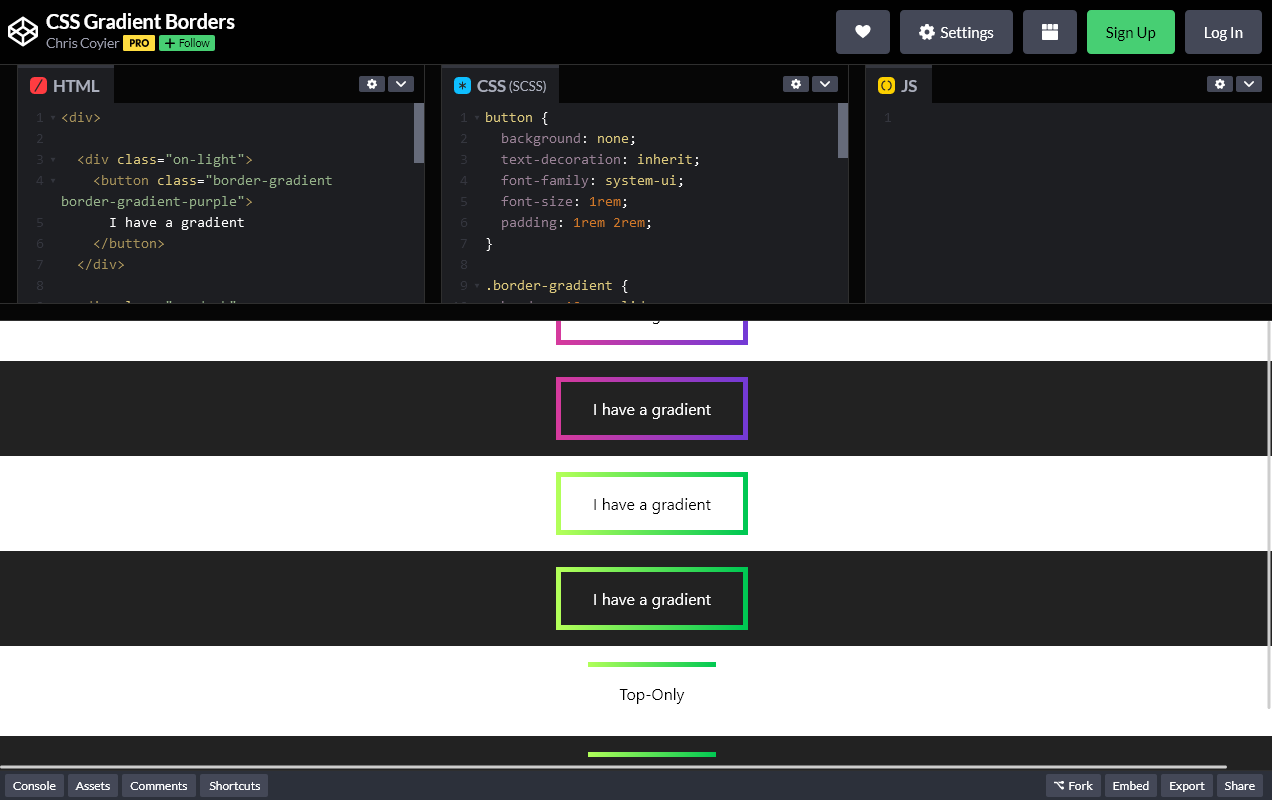 CSS Gradient Borders
Chris Coyier PRO + Follow
Settings
Sign Up
Log In
HTML
1 <div>
2
3 <div class="on-light">
4 <button class="border-gradient
border-gradient-purple">
5 I have a gradient
6 </button>
7 </div>
8
CSS (SCSS)
1 button {
2 background: none;
3 text-decoration: inherit;
4 font-family: system-ui;
5 font-size: 1rem;
6 padding: 1rem 2rem;
7 }
8
9 .border-gradient {
JS
1
I have a gradient
I have a gradient
I have a gradient
Top-Only
Console
Assets
Comments
Shortcuts
Fork
Embed
Export
Share